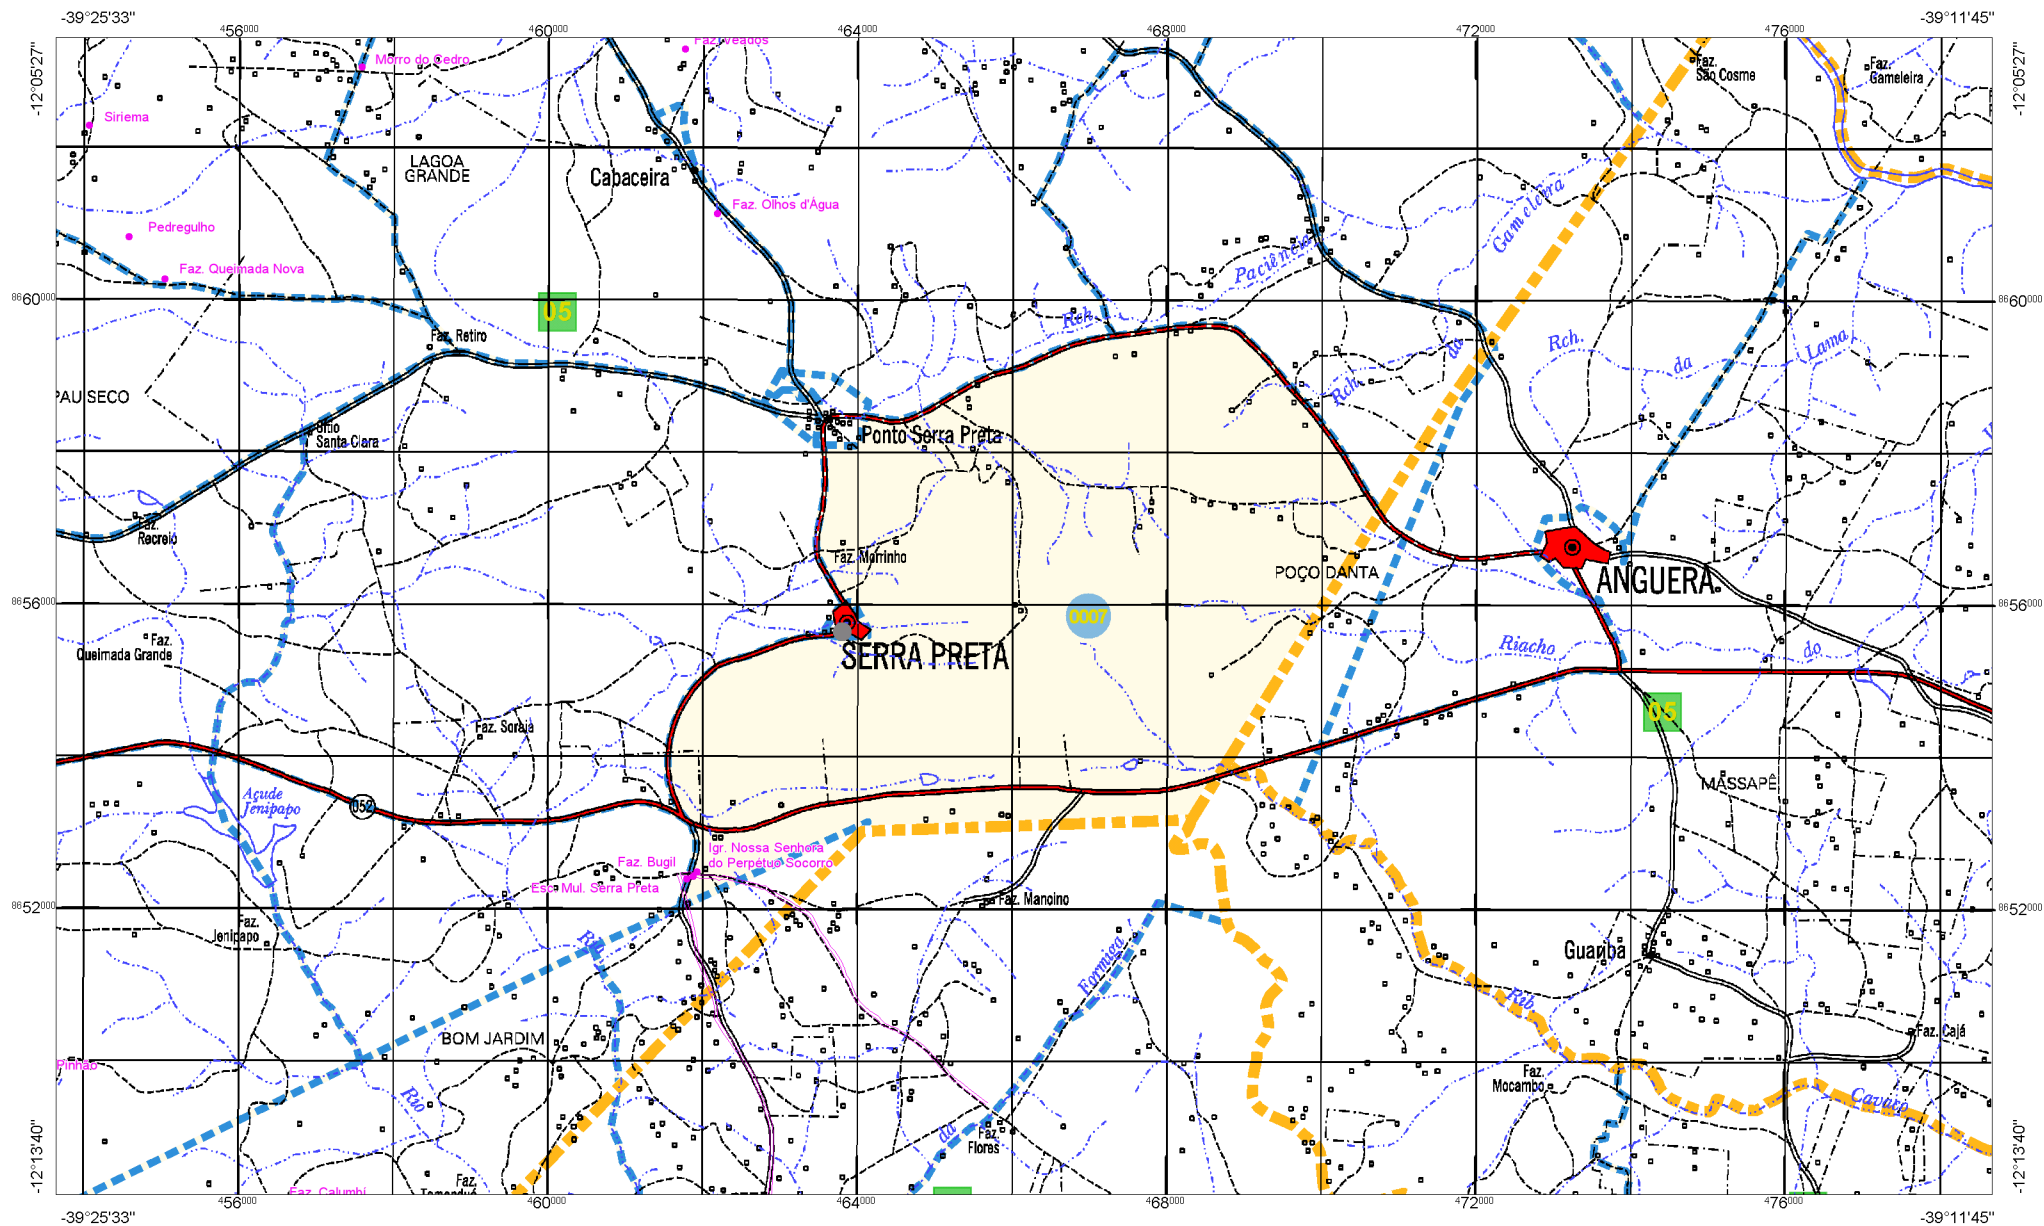 -39°25'33"
-39°11'45"
456000
460000
464000
468000
472000
476000
-12°05'27"
-12°05'27"
Faz. Veados
Morro do Cedro
Faz.
São Cosme
Faz.
Gameleira
Siriema
LAGOA
GRANDE
Cabaceira
Faz. Olhos d'Água
Gameleira
Pedregulho
Paciência
Faz. Queimada Nova
8660000
8660000
05
Rch.
Faz. Retiro
da
Rch.
da
Lama
Rch.
PAU SECO
Sítio
Santa Clara
Ponto Serra Preta
Faz.
Recreio
Faz. Morrinho
POÇO DANTA
ANGUERA
8656000
8656000
0007
Faz.
Queimada Grande
SERRA PRETA
Riacho
do
05
Faz. Soraia
MASSAPÊ
Açude
Jenipapo
052
Igr. Nossa Senhora
do Perpétuo Socorro
Faz. Bugil
Esc. Mul. Serra Preta
Faz. Manoino
8652000
8652000
Faz.
Jenipapo
Rib.
Formiga
Guariba
Rib.
BOM JARDIM
Faz. Cajá
Pinhão
Faz.
Mocambo
Rio
Cavaco
da
Faz.
Flores
-12°13'40"
-12°13'40"
Faz. Calumbi
Faz.
456000
460000
464000
468000
472000
476000
-39°25'33"
-39°11'45"